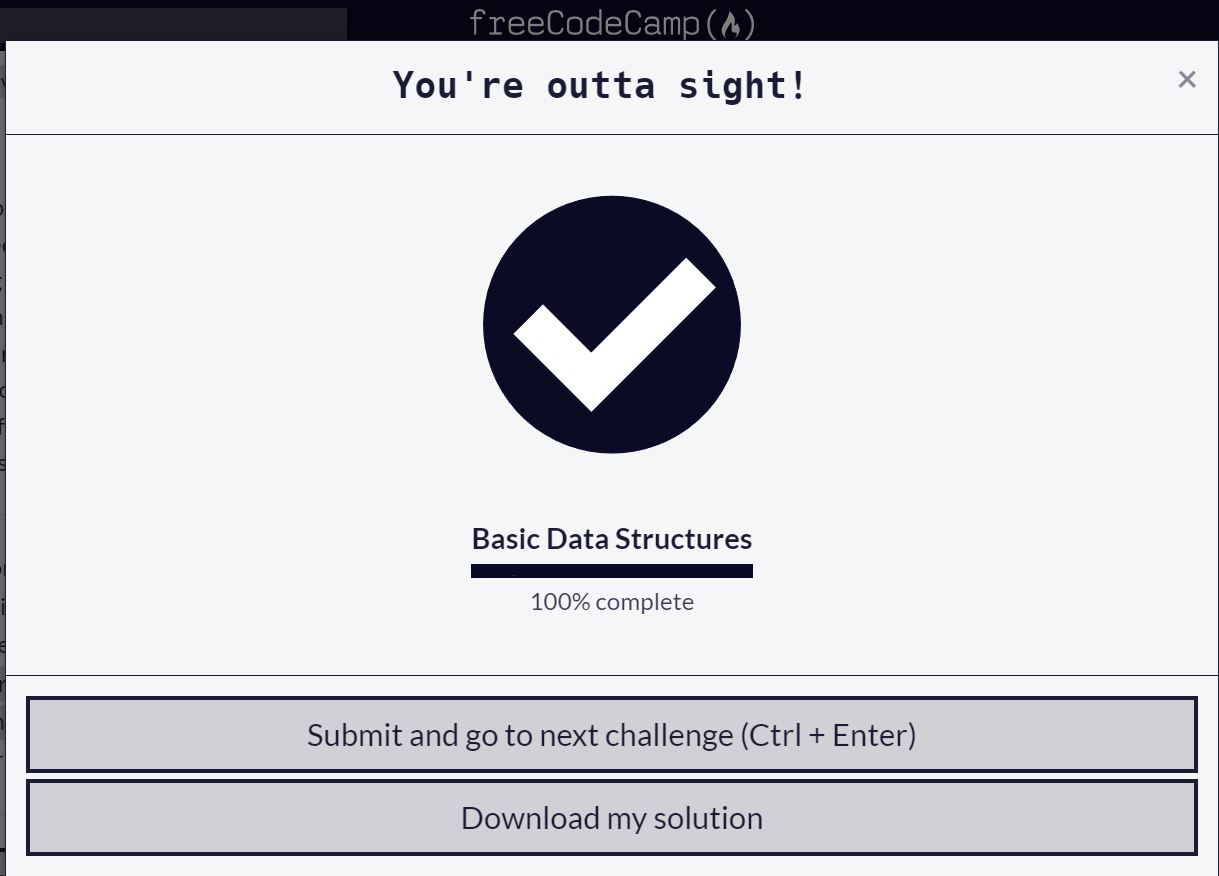 freeCodeCamp(🔥)
You're outta sight!
×
Basic Data Structures
100% complete
Submit and go to next challenge (Ctrl + Enter)
Download my solution